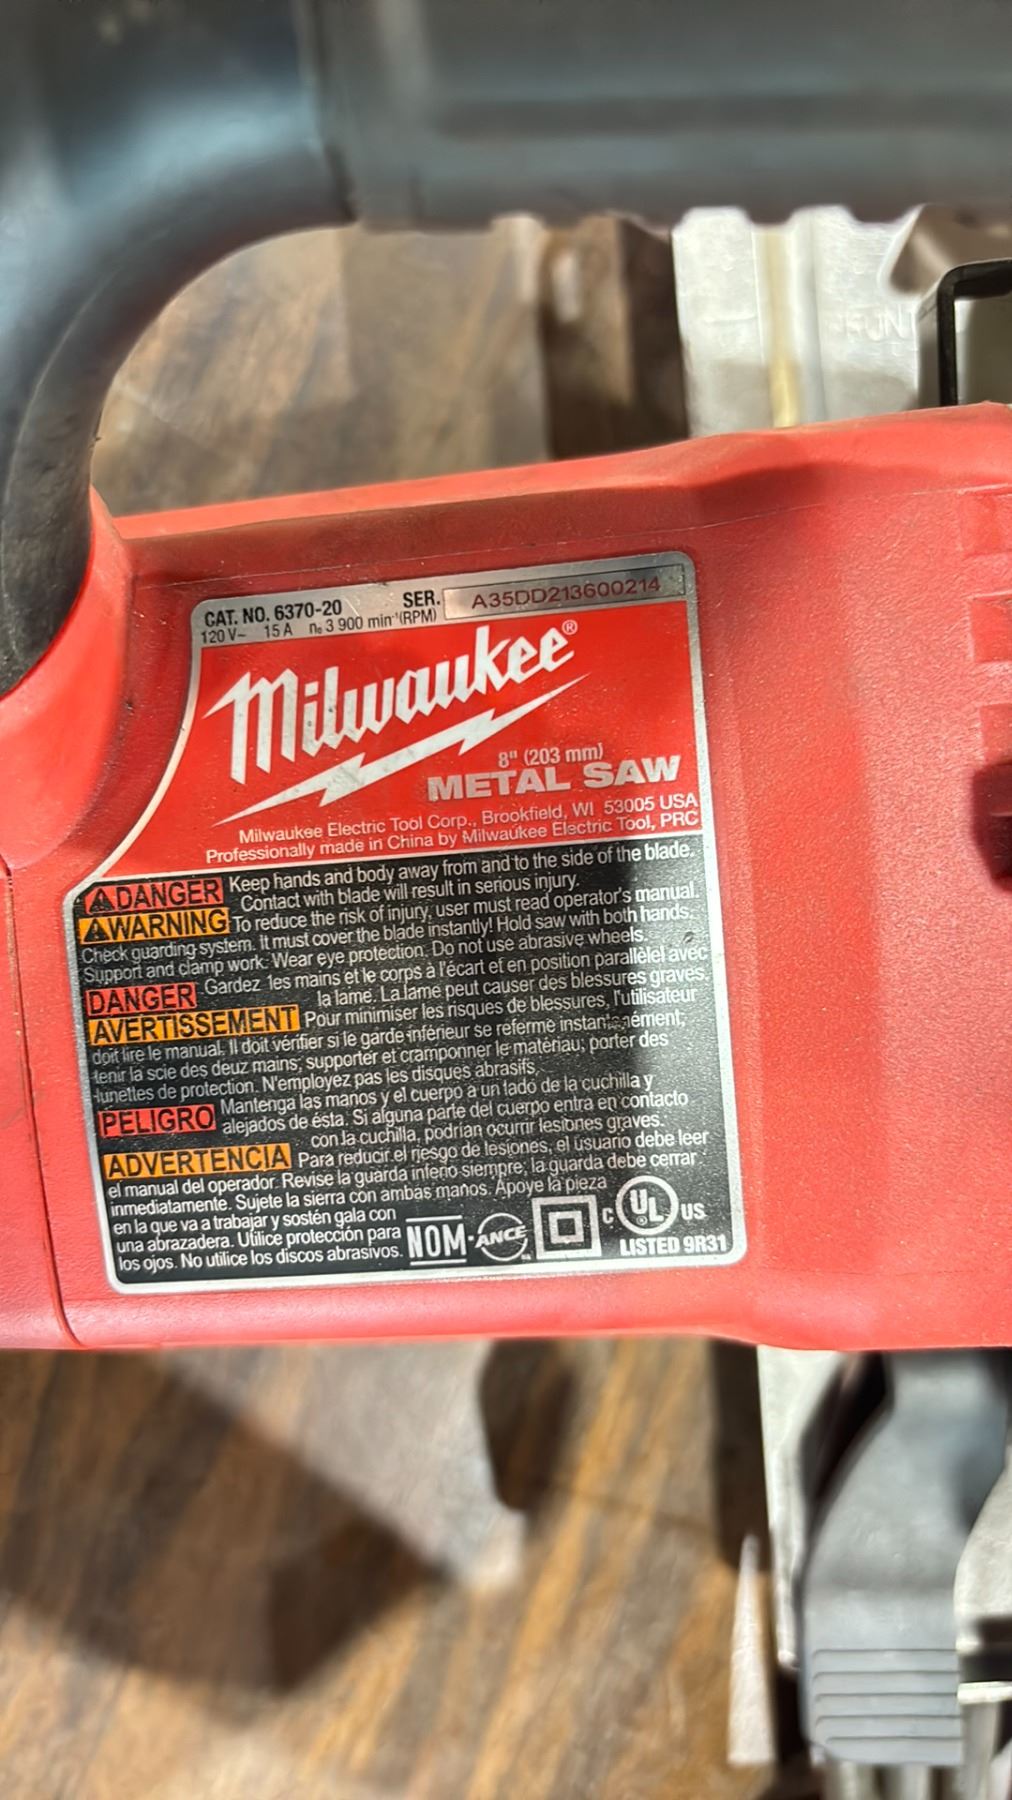 CAT. NO. 6370-20 SER. A35DD213600214
120 V~ 15 A n₀ 3 900 min⁻¹(RPM)
Milwaukee®
8" (203 mm)
METAL SAW
Milwaukee Electric Tool Corp., Brookfield, WI 53005 USA
Professionally made in China by Milwaukee Electric Tool, PRC
DANGER Keep hands and body away from and to the side of the blade.
Contact with blade will result in serious injury.
WARNING To reduce the risk of injury, user must read operator's manual.
Check guarding system. It must cover the blade instantly! Hold saw with both hands.
Support and clamp work. Wear eye protection. Do not use abrasive wheels.
DANGER Gardez les mains et le corps à l'écart et en position parallèlel avec
la lame. La lame peut causer des blessures graves.
AVERTISSEMENT Pour minimiser les risques de blessures, l'utilisateur
doit lire le manual. Il doit vérifier si le garde inférieur se referme instantanément;
tenir la scie des deuz mains; supporter et cramponner le matériau; porter des
lunettes de protection. N'employez pas les disques abrasifs.
PELIGRO Mantenga las manos y el cuerpo a un lado de la cuchilla y
alejados de ésta. Si alguna parte del cuerpo entra en contacto
con la cuchilla, podrían ocurrir lesiones graves.
ADVERTENCIA Para reducir el riesgo de lesiones, el usuario debe leer
el manual del operador. Revise la guarda inferio siempre; la guarda debe cerrar
inmediatamente. Sujete la sierra con ambas manos. Apoye la pieza
en la que va a trabajar y sostén gala con
una abrazadera. Utilice protección para
los ojos. No utilice los discos abrasivos.
NOM-ANCE
C UL US
LISTED 9R31